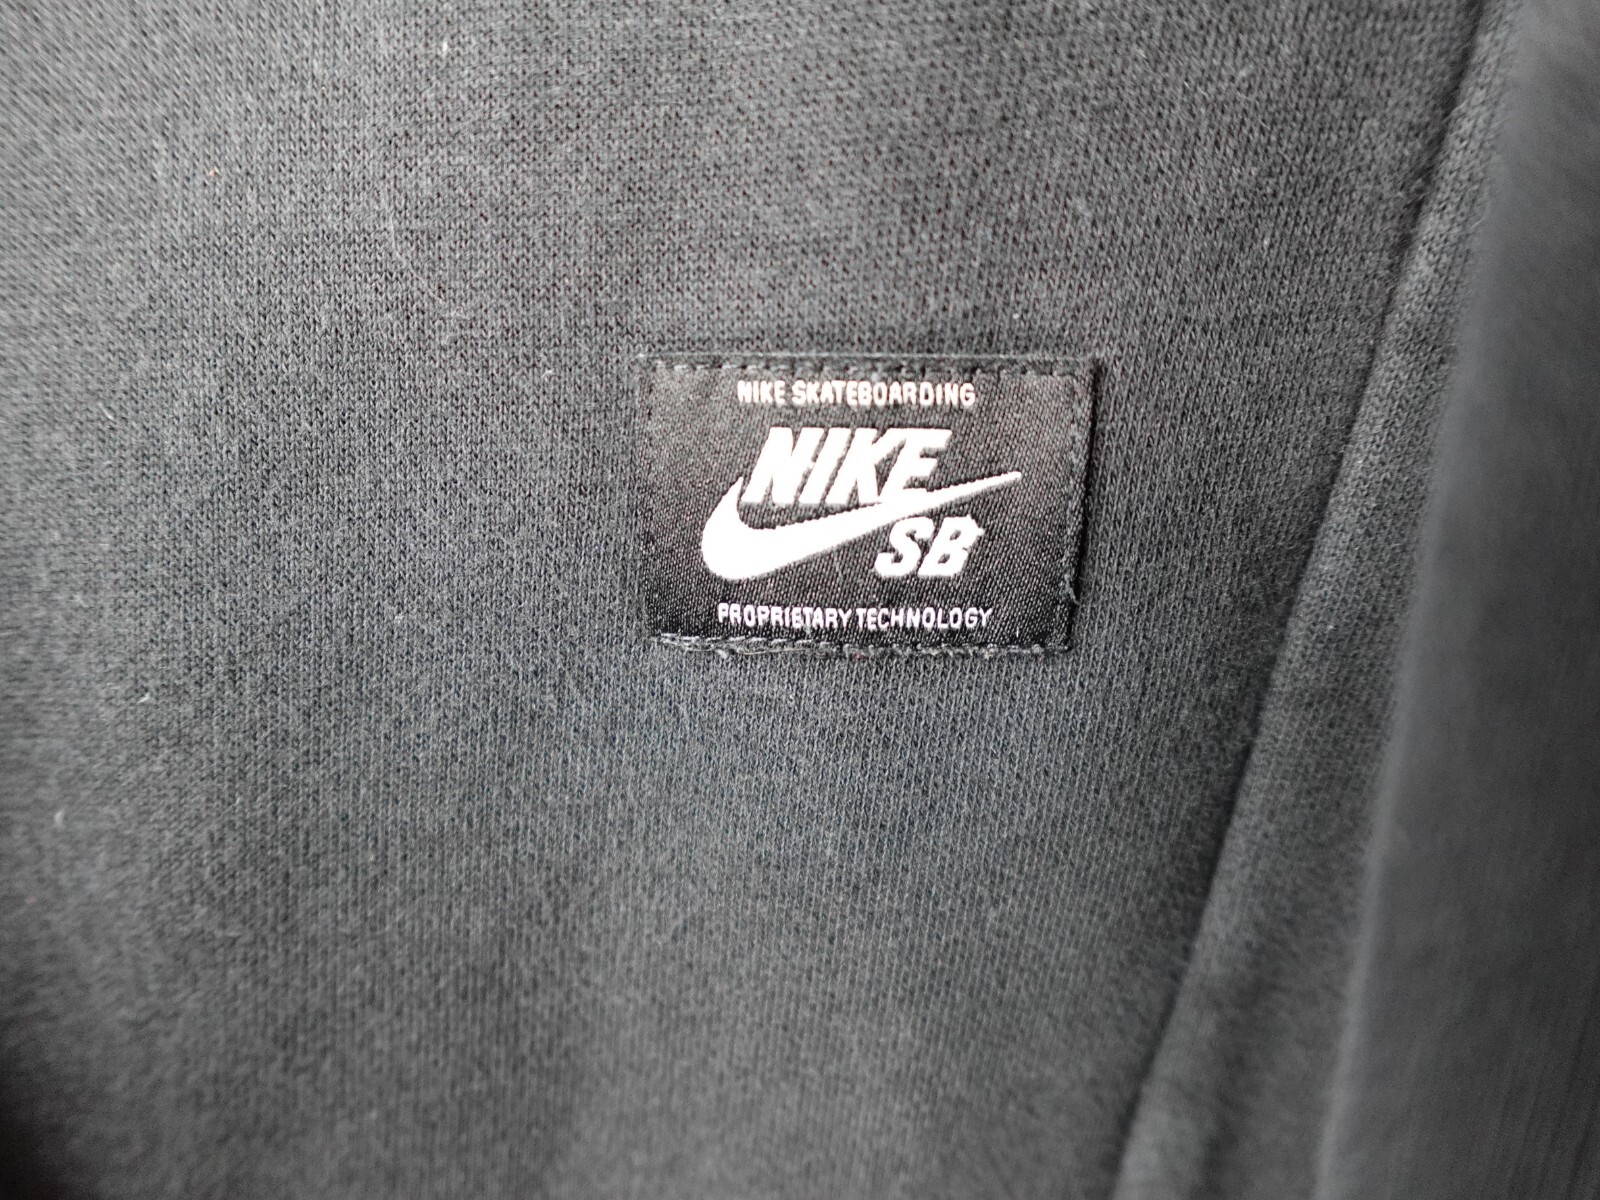 NIKE SKATEBOARDING
NIKE
SB
PROPRIETARY TECHNOLOGY